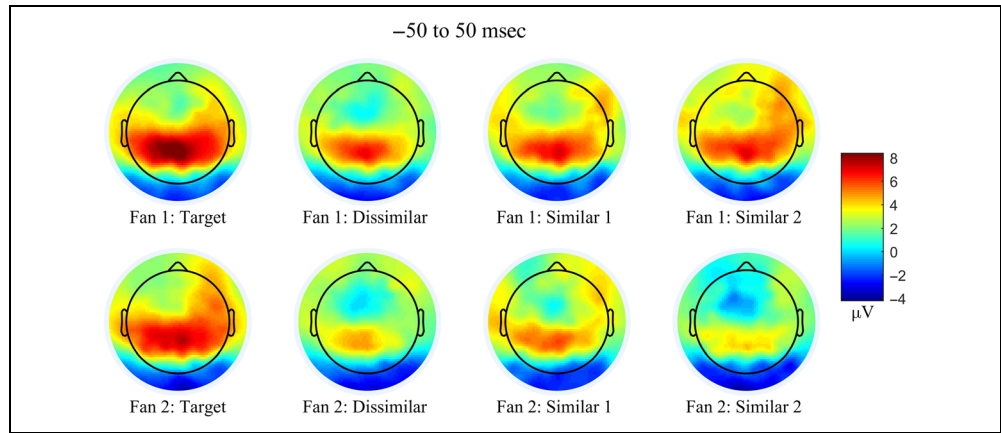 −50 to 50 msec
Fan 1: Target
Fan 1: Dissimilar
Fan 1: Similar 1
Fan 1: Similar 2
8
6
4
2
0
−2
−4
μV
Fan 2: Target
Fan 2: Dissimilar
Fan 2: Similar 1
Fan 2: Similar 2